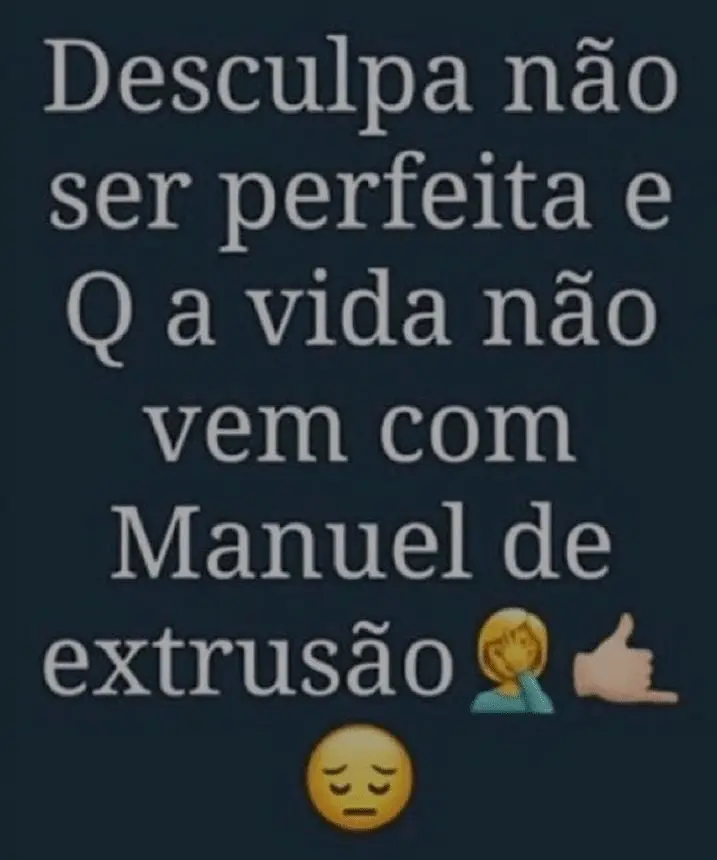 Desculpa não
ser perfeita e
Q a vida não
vem com
Manuel de
extrusão🤦🤙
😔